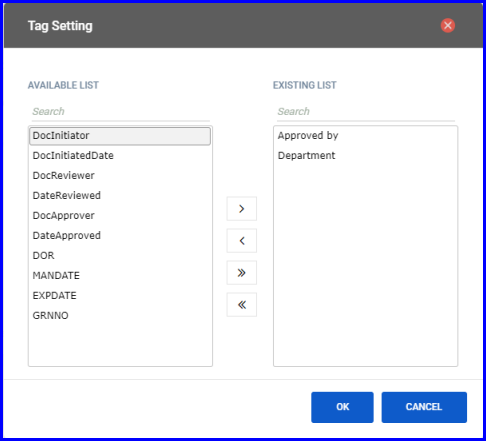 Tag Setting
AVAILABLE LIST
Search
DocInitiator
DocInitiatedDate
DocReviewer
DateReviewed
DocApprover
DateApproved
DOR
MANDATE
EXPDATE
GRNNO
>
<
»
«
EXISTING LIST
Search
Approved by
Department
OK
CANCEL